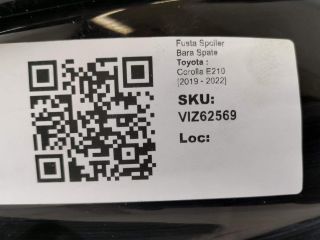 Fusta Spoiler
Bara Spate
Toyota :
Corolla E210
[2019 - 2022]
SKU:
VIZ62569
Loc: